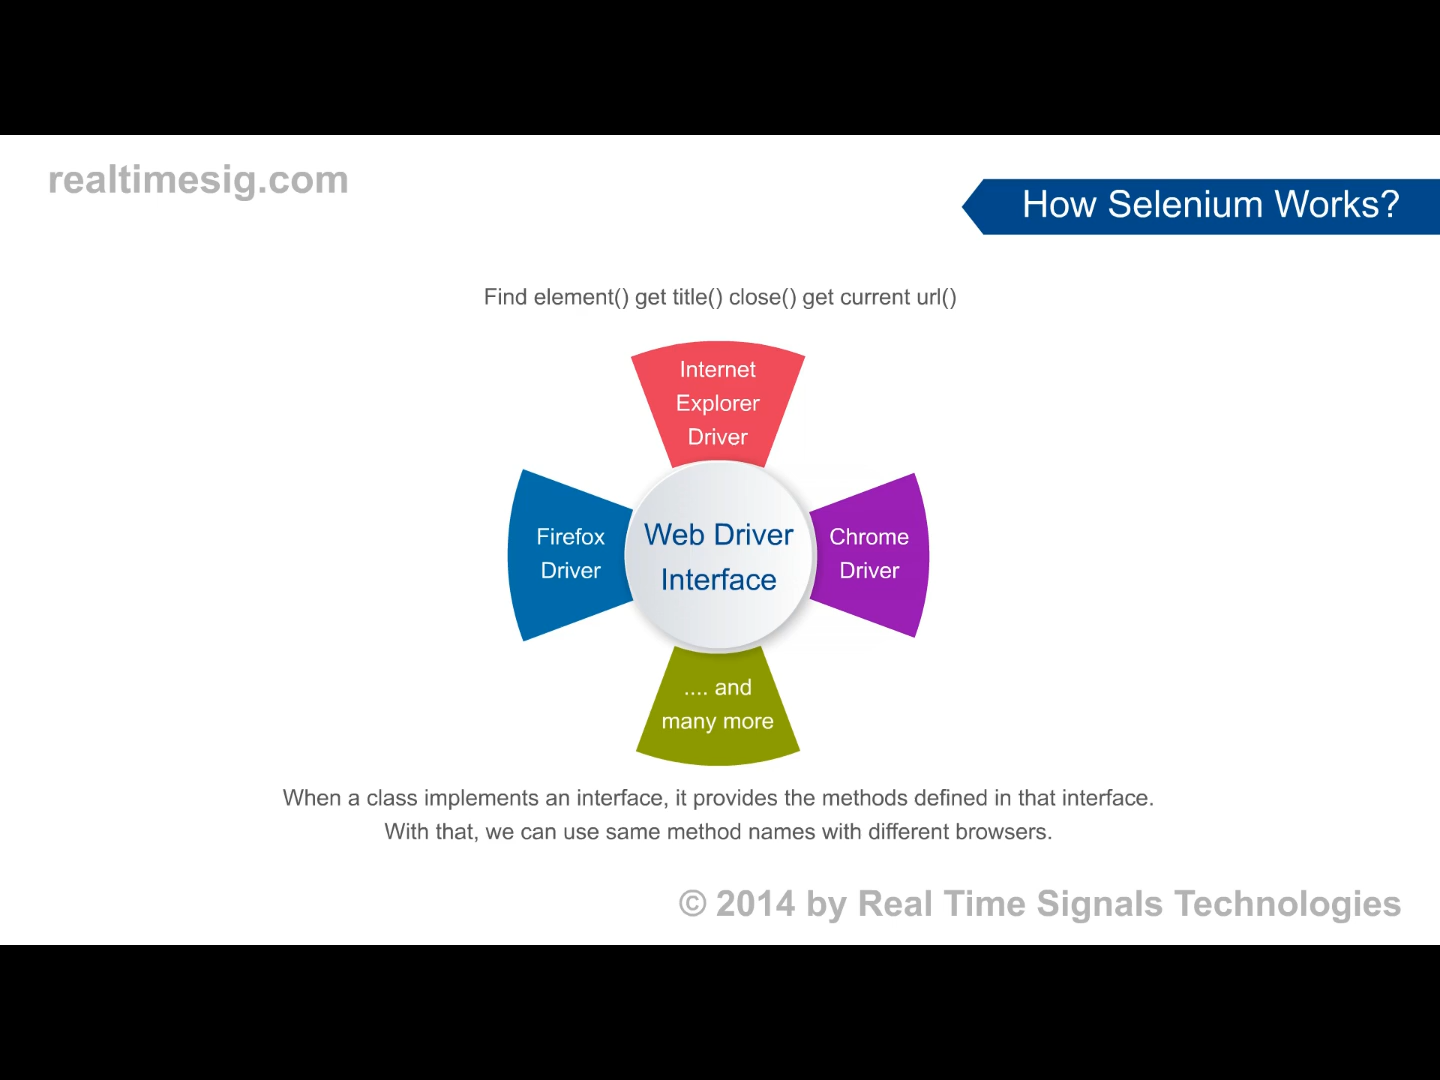 realtimesig.com
How Selenium Works?
Find element() get title() close() get current url()
Internet
Explorer
Driver
Firefox
Driver
Web Driver
Interface
Chrome
Driver
.... and
many more
When a class implements an interface, it provides the methods defined in that interface.
With that, we can use same method names with different browsers.
© 2014 by Real Time Signals Technologies